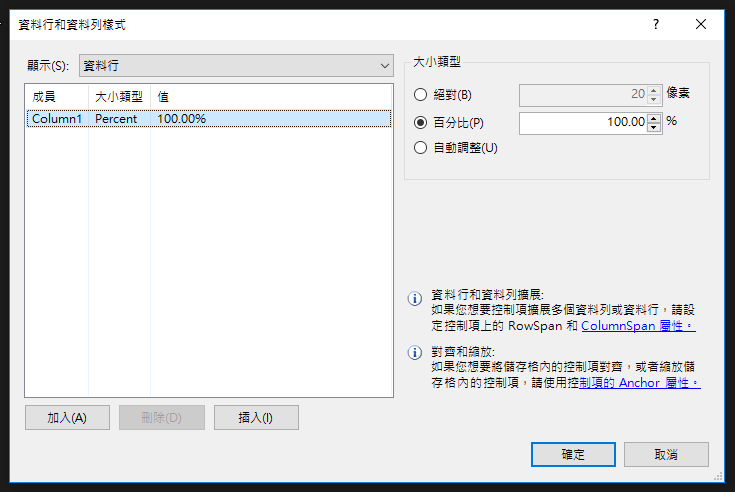 資料行和資料列樣式
?
顯示(S): 資料行
成員 大小類型 值
Column1 Percent 100.00%
加入(A) 刪除(D) 插入(I)
大小類型
絕對(B) 20 像素
百分比(P) 100.00 %
自動調整(U)
資料行和資料列擴展:
如果您想要控制項擴展多個資料列或資料行，請設
定控制項上的 RowSpan 和 ColumnSpan 屬性。
對齊和縮放:
如果您想要將儲存格內的控制項對齊，或者縮放儲
存格內的控制項，請使用控制項的 Anchor 屬性。
確定 取消